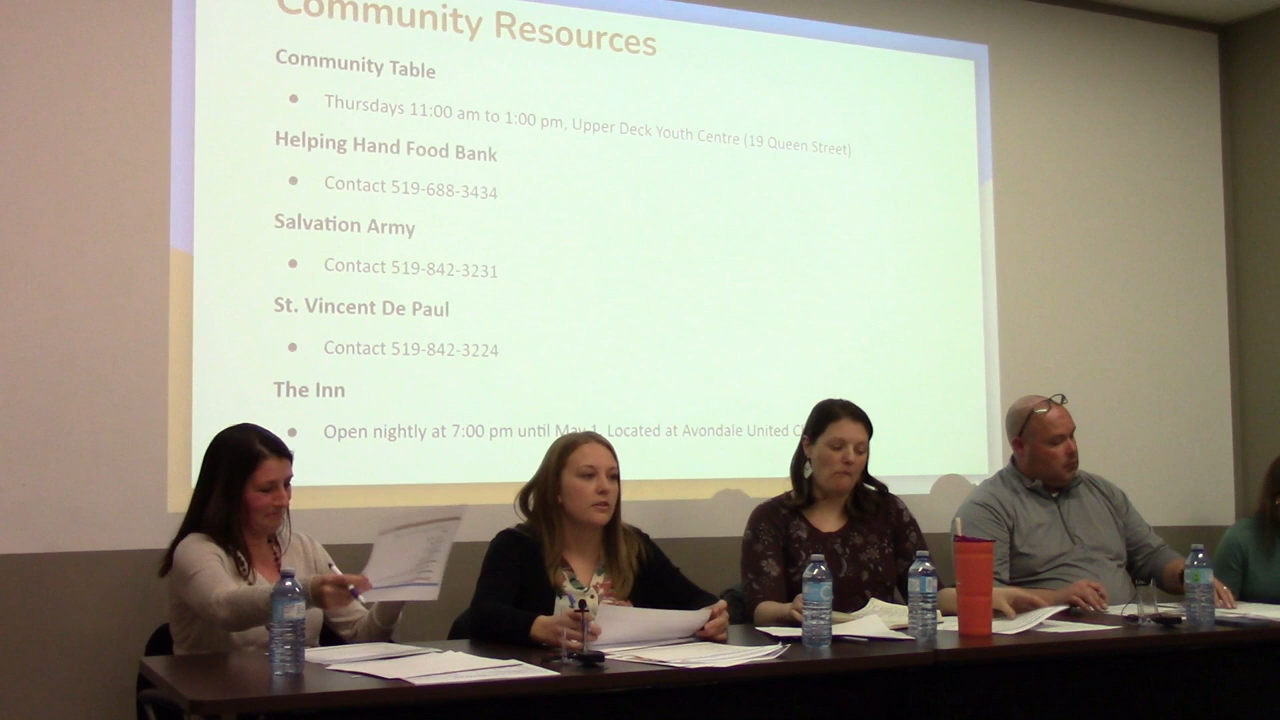 Community Resources
Community Table
● Thursdays 11:00 am to 1:00 pm, Upper Deck Youth Centre (19 Queen Street)
Helping Hand Food Bank
● Contact 519-688-3434
Salvation Army
● Contact 519-842-3231
St. Vincent De Paul
● Contact 519-842-3224
The Inn
● Open nightly at 7:00 pm until May 1. Located at Avondale United